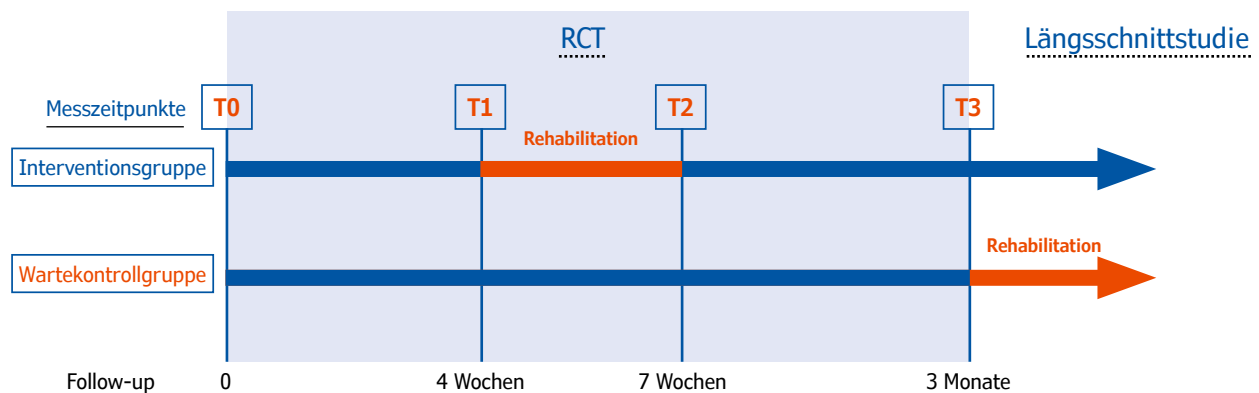 RCT
Längsschnittstudie
Messzeitpunkte T0 T1 T2 T3
Rehabilitation
Interventionsgruppe
Rehabilitation
Wartekontrollgruppe
Follow-up 0 4 Wochen 7 Wochen 3 Monate